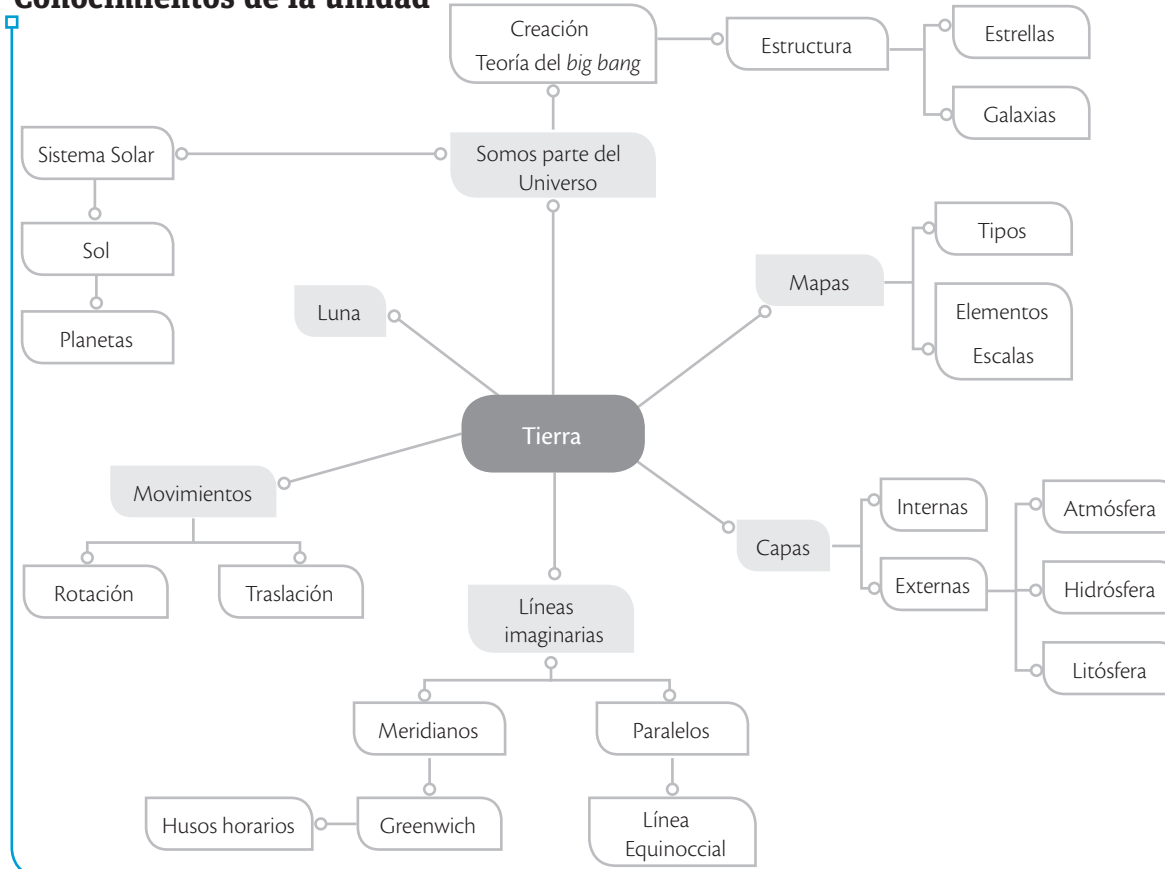 Conocimientos de la unidad
Creación
Teoría del big bang
Estructura
Estrellas
Galaxias
Sistema Solar
Somos parte del
Universo
Sol
Planetas
Luna
Mapas
Tipos
Elementos
Escalas
Tierra
Movimientos
Rotación
Traslación
Capas
Internas
Externas
Atmósfera
Hidrósfera
Litósfera
Líneas
imaginarias
Meridianos
Paralelos
Husos horarios
Greenwich
Línea
Equinoccial